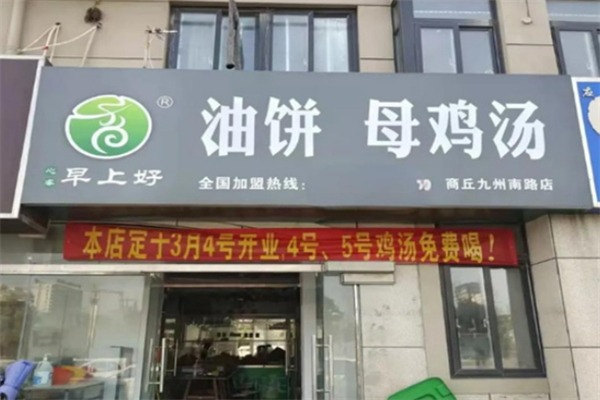 油饼 母鸡汤
®
早上好
全国加盟热线：
商丘九州南路店
本店定十3月4号开业,4号、5号鸡汤免费喝！